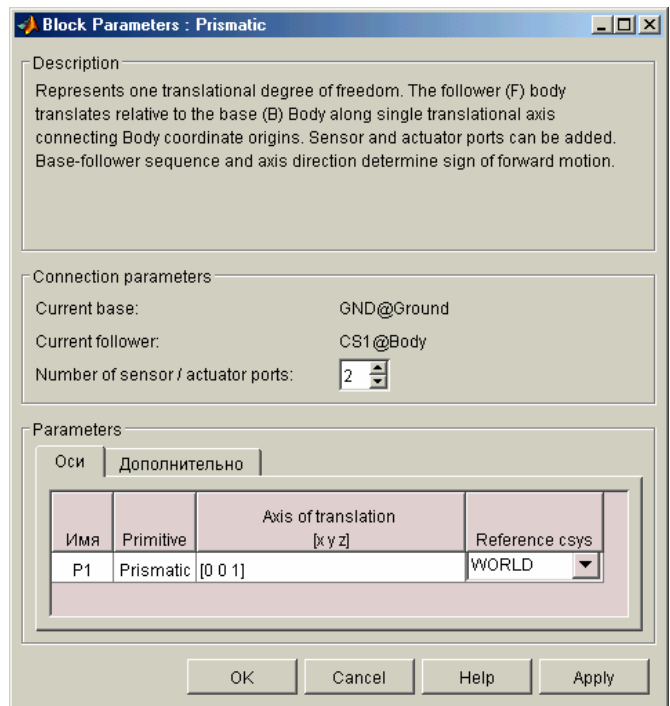 Block Parameters : Prismatic
Description
Represents one translational degree of freedom. The follower (F) body
translates relative to the base (B) Body along single translational axis
connecting Body coordinate origins. Sensor and actuator ports can be added.
Base-follower sequence and axis direction determine sign of forward motion.
Connection parameters
Current base: GND@Ground
Current follower: CS1@Body
Number of sensor / actuator ports: 2
Parameters
Оси Дополнительно
Имя Primitive Axis of translation [x y z] Reference csys
P1 Prismatic [0 0 1] WORLD
OK Cancel Help Apply